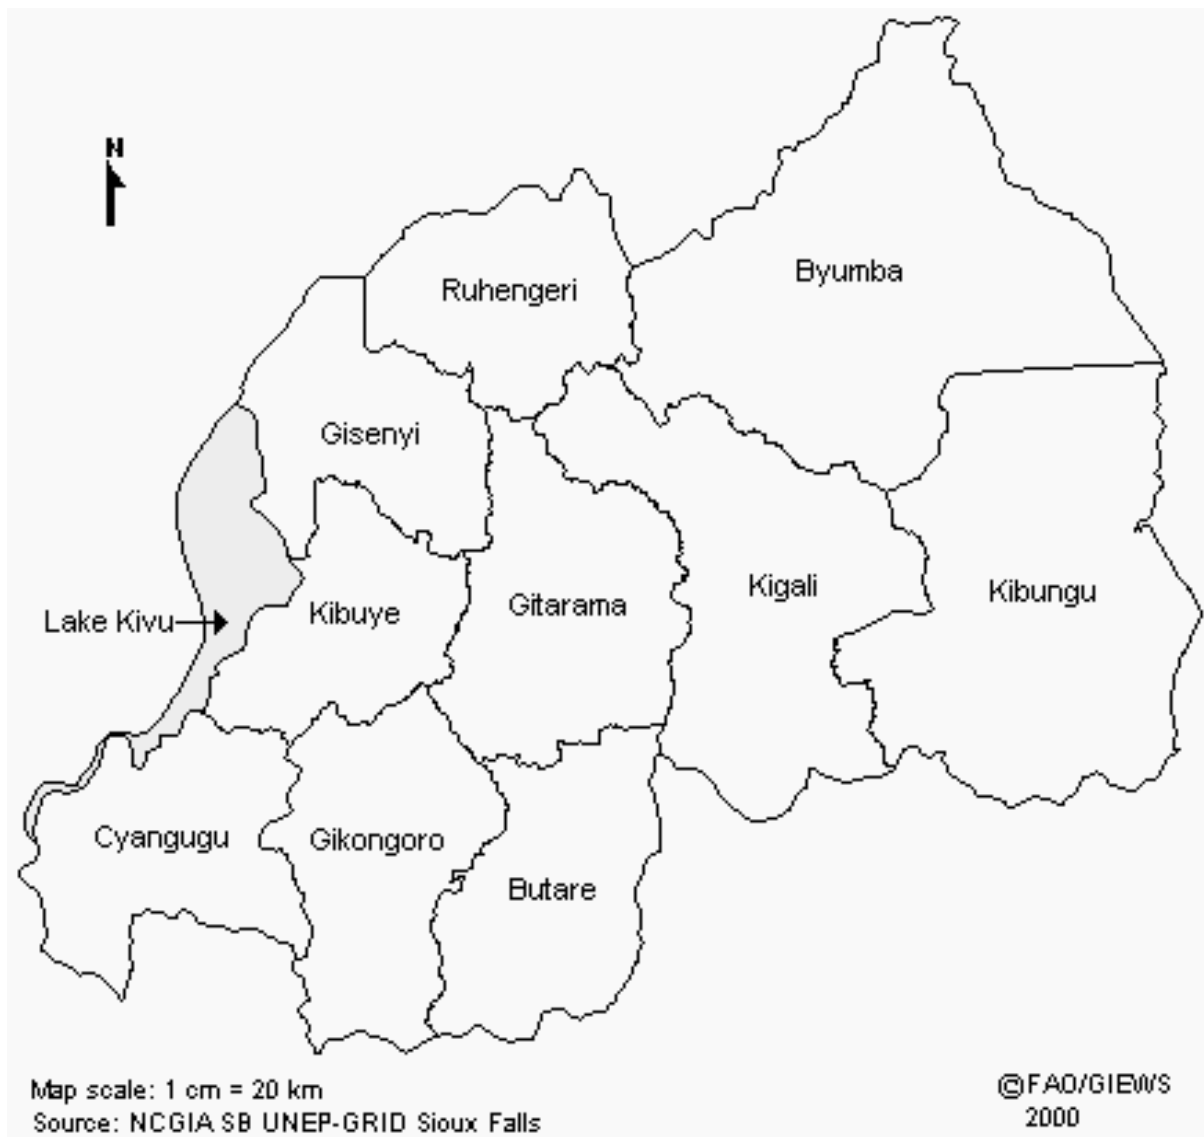 N
Byumba
Ruhengeri
Gisenyi
Kigali
Kibungu
Gitarama
Kibuye
Lake Kivu
Cyangugu
Gikongoro
Butare
Map scale: 1 cm = 20 km
Source: NCGIA SB UNEP-GRID Sioux Falls
©FAO/GIEWS
2000